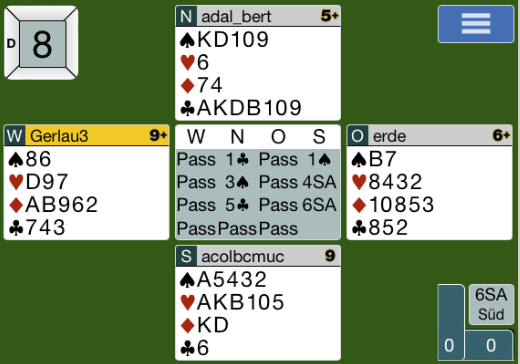 D 8
N adal_bert 5+
♠KD109
♥6
♦74
♣AKDB109
W Gerlau3 9+
♠86
♥D97
♦AB962
♣743
W N O S
Pass 1♣ Pass 1♠
Pass 3♠ Pass 4SA
Pass 5♣ Pass 6SA
Pass Pass Pass
O erde 6+
♠B7
♥8432
♦10853
♣852
S acolbcmuc 9
♠A5432
♥AKB105
♦KD
♣6
6SA
Süd
0 0